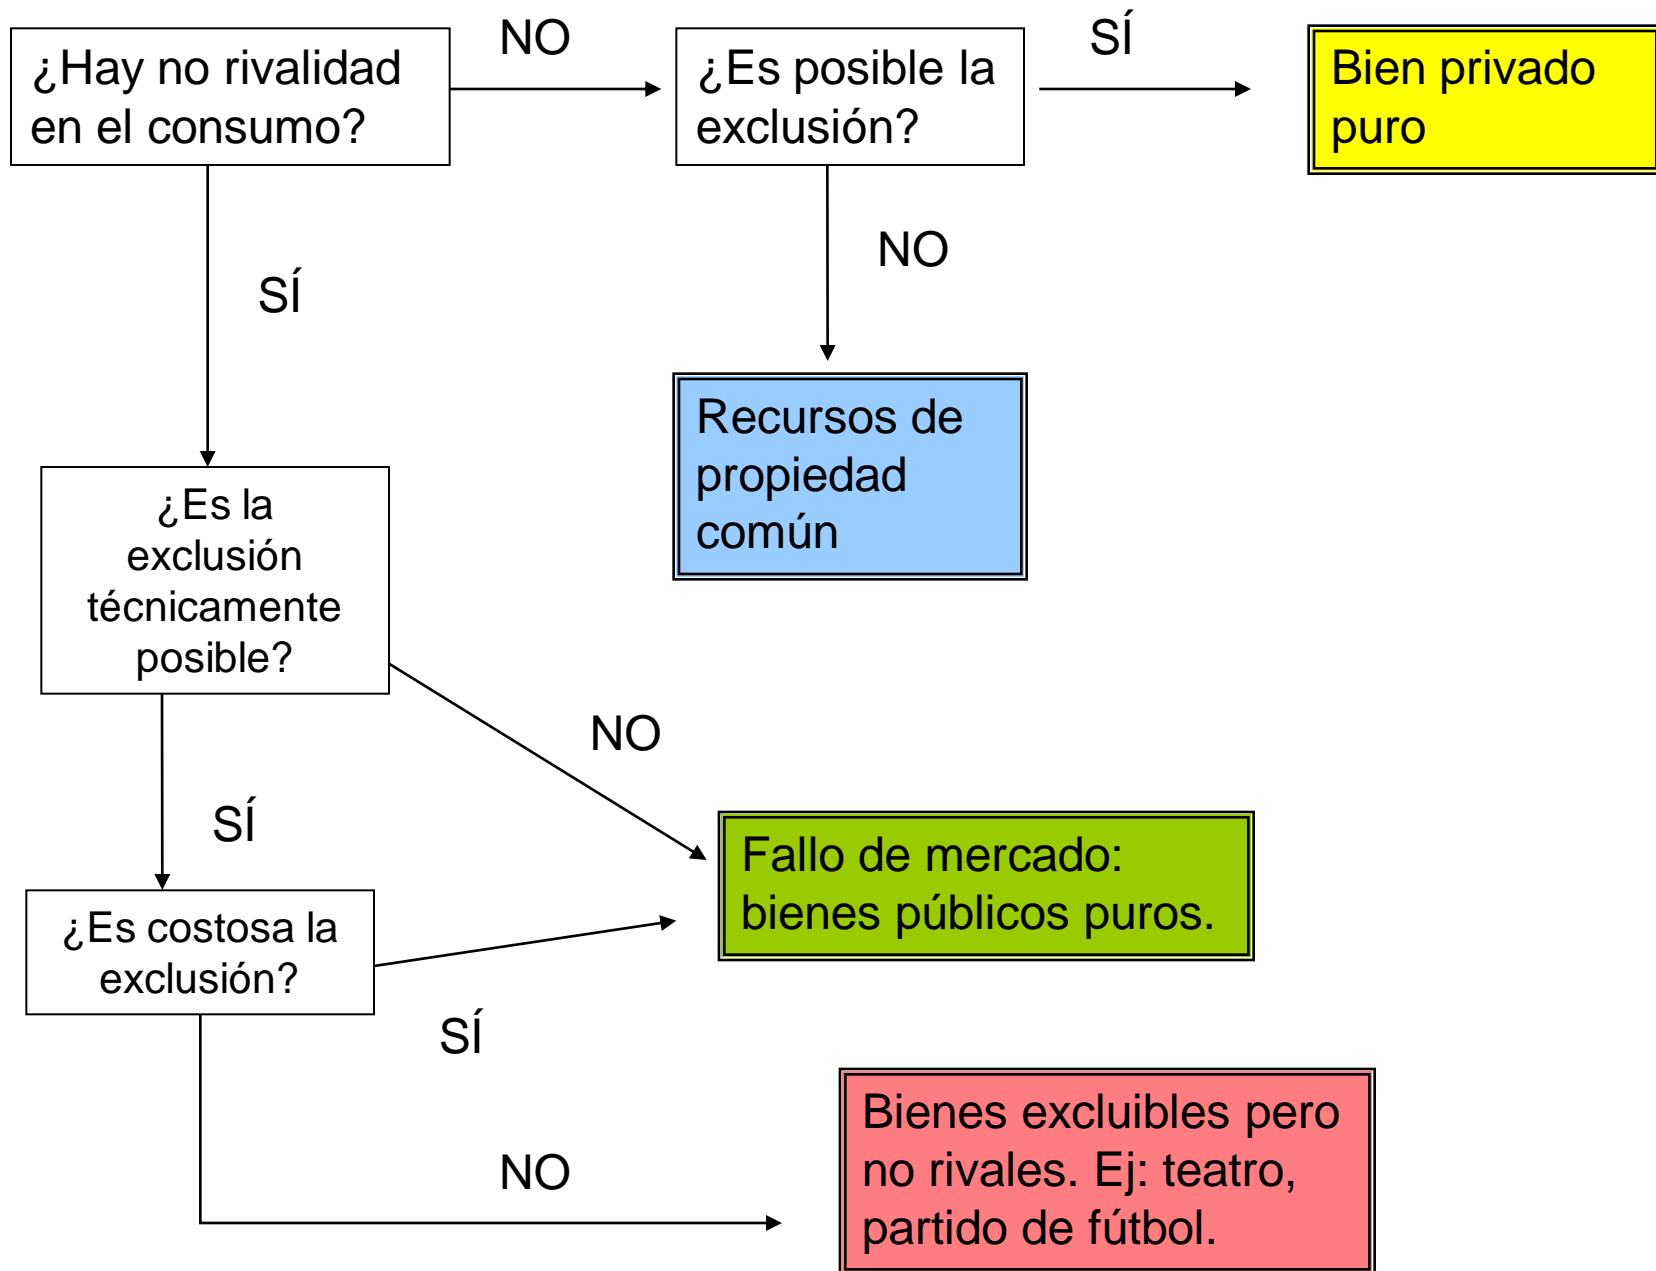 ¿Hay no rivalidad
en el consumo?
NO
¿Es posible la
exclusión?
SÍ
Bien privado
puro
SÍ
NO
Recursos de
propiedad
común
¿Es la
exclusión
técnicamente
posible?
NO
SÍ
Fallo de mercado:
bienes públicos puros.
¿Es costosa la
exclusión?
SÍ
NO
Bienes excluibles pero
no rivales. Ej: teatro,
partido de fútbol.